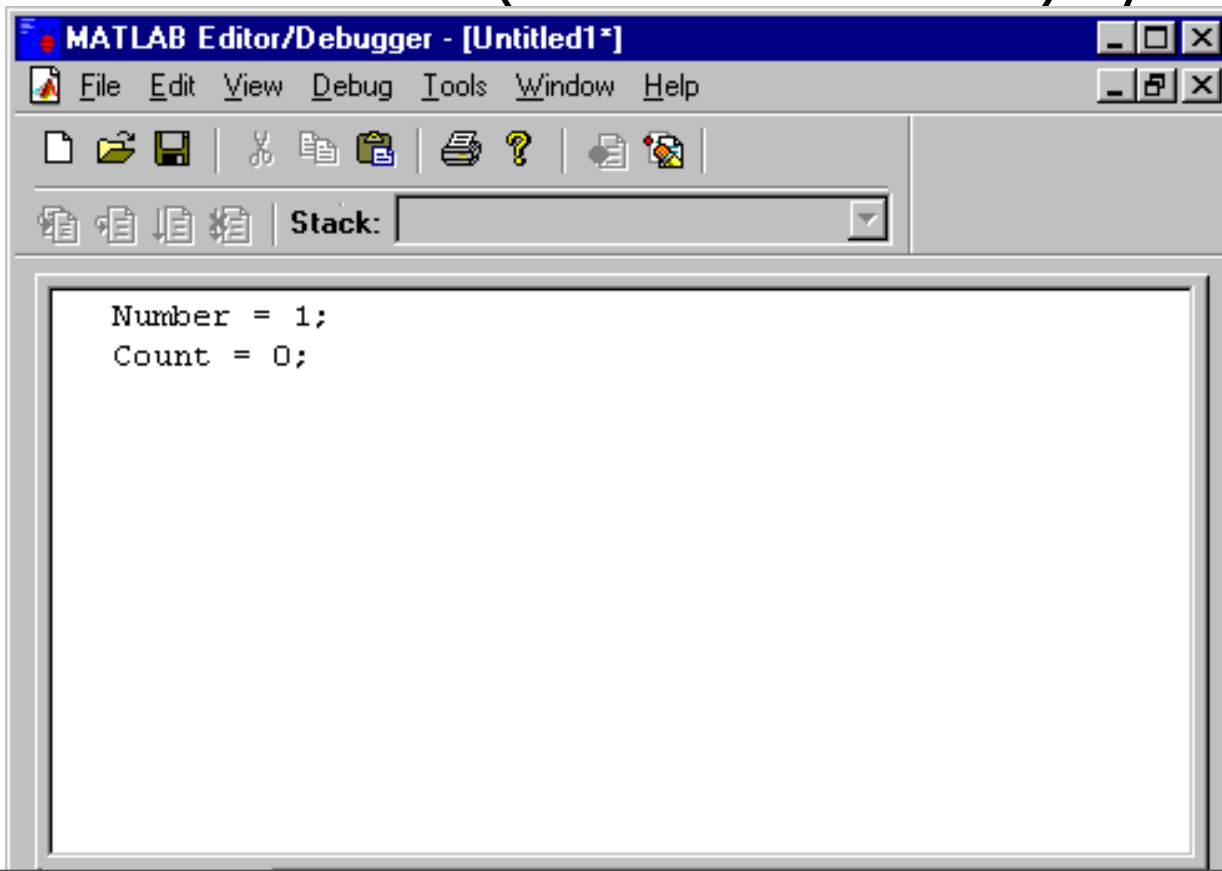 MATLAB Editor/Debugger - [Untitled1*]
File Edit View Debug Tools Window Help
Stack:
Number = 1;
Count = 0;